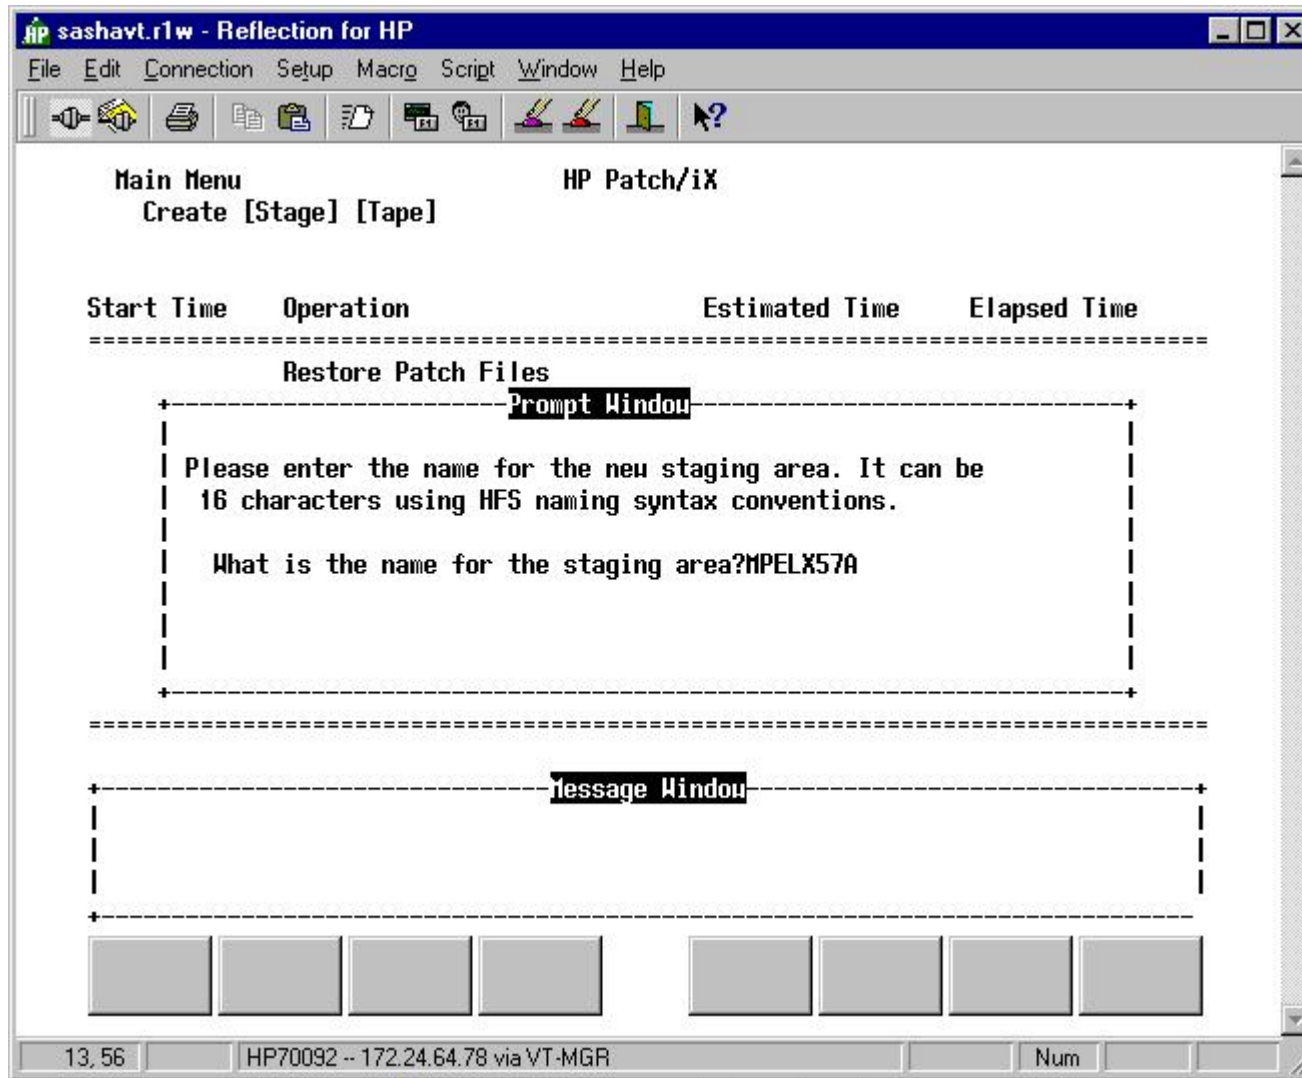 sashavt.r1w - Reflection for HP
File Edit Connection Setup Macro Script Window Help
Main Menu HP Patch/iX
Create [Stage] [Tape]
Start Time Operation Estimated Time Elapsed Time
Restore Patch Files
Prompt Window
Please enter the name for the new staging area. It can be
16 characters using HFS naming syntax conventions.
What is the name for the staging area?MPELX57A
Message Window
13, 56 HP70092 -- 172.24.64.78 via VT-MGR Num